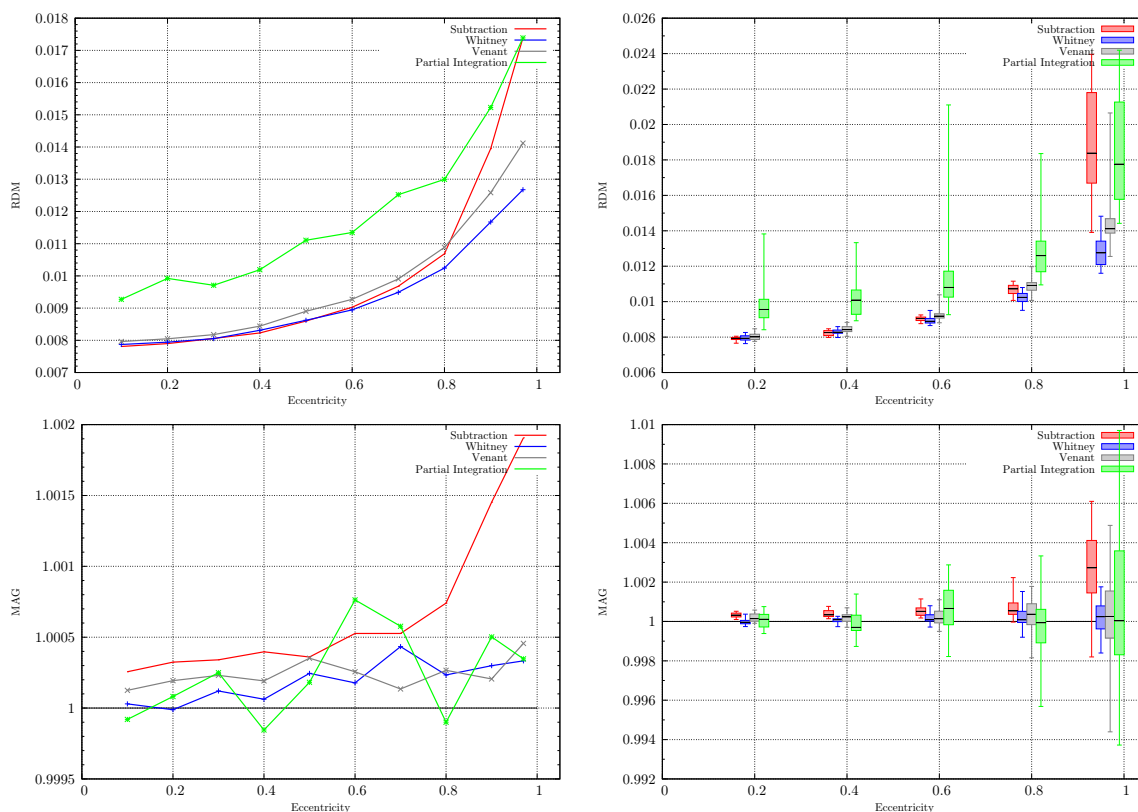 0.018
0.017
0.016
0.015
0.014
0.013
0.012
0.011
0.01
0.009
0.008
0.007
RDM
0 0.2 0.4 0.6 0.8 1
Eccentricity
Subtraction
Whitney
Venant
Partial Integration
0.026
0.024
0.022
0.02
0.018
0.016
0.014
0.012
0.01
0.008
0.006
RDM
0 0.2 0.4 0.6 0.8 1
Eccentricity
Subtraction
Whitney
Venant
Partial Integration
1.002
1.0015
1.001
1.0005
1
0.9995
MAG
0 0.2 0.4 0.6 0.8 1
Eccentricity
Subtraction
Whitney
Venant
Partial Integration
1.01
1.008
1.006
1.004
1.002
1
0.998
0.996
0.994
0.992
MAG
0 0.2 0.4 0.6 0.8 1
Eccentricity
Subtraction
Whitney
Venant
Partial Integration